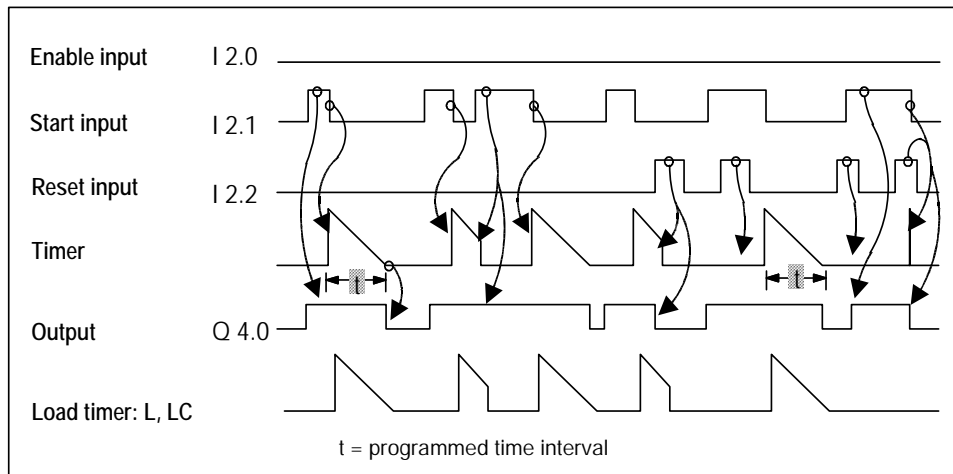 Enable input I 2.0
Start input I 2.1
Reset input I 2.2
Timer
t t
Output Q 4.0
Load timer: L, LC
t = programmed time interval